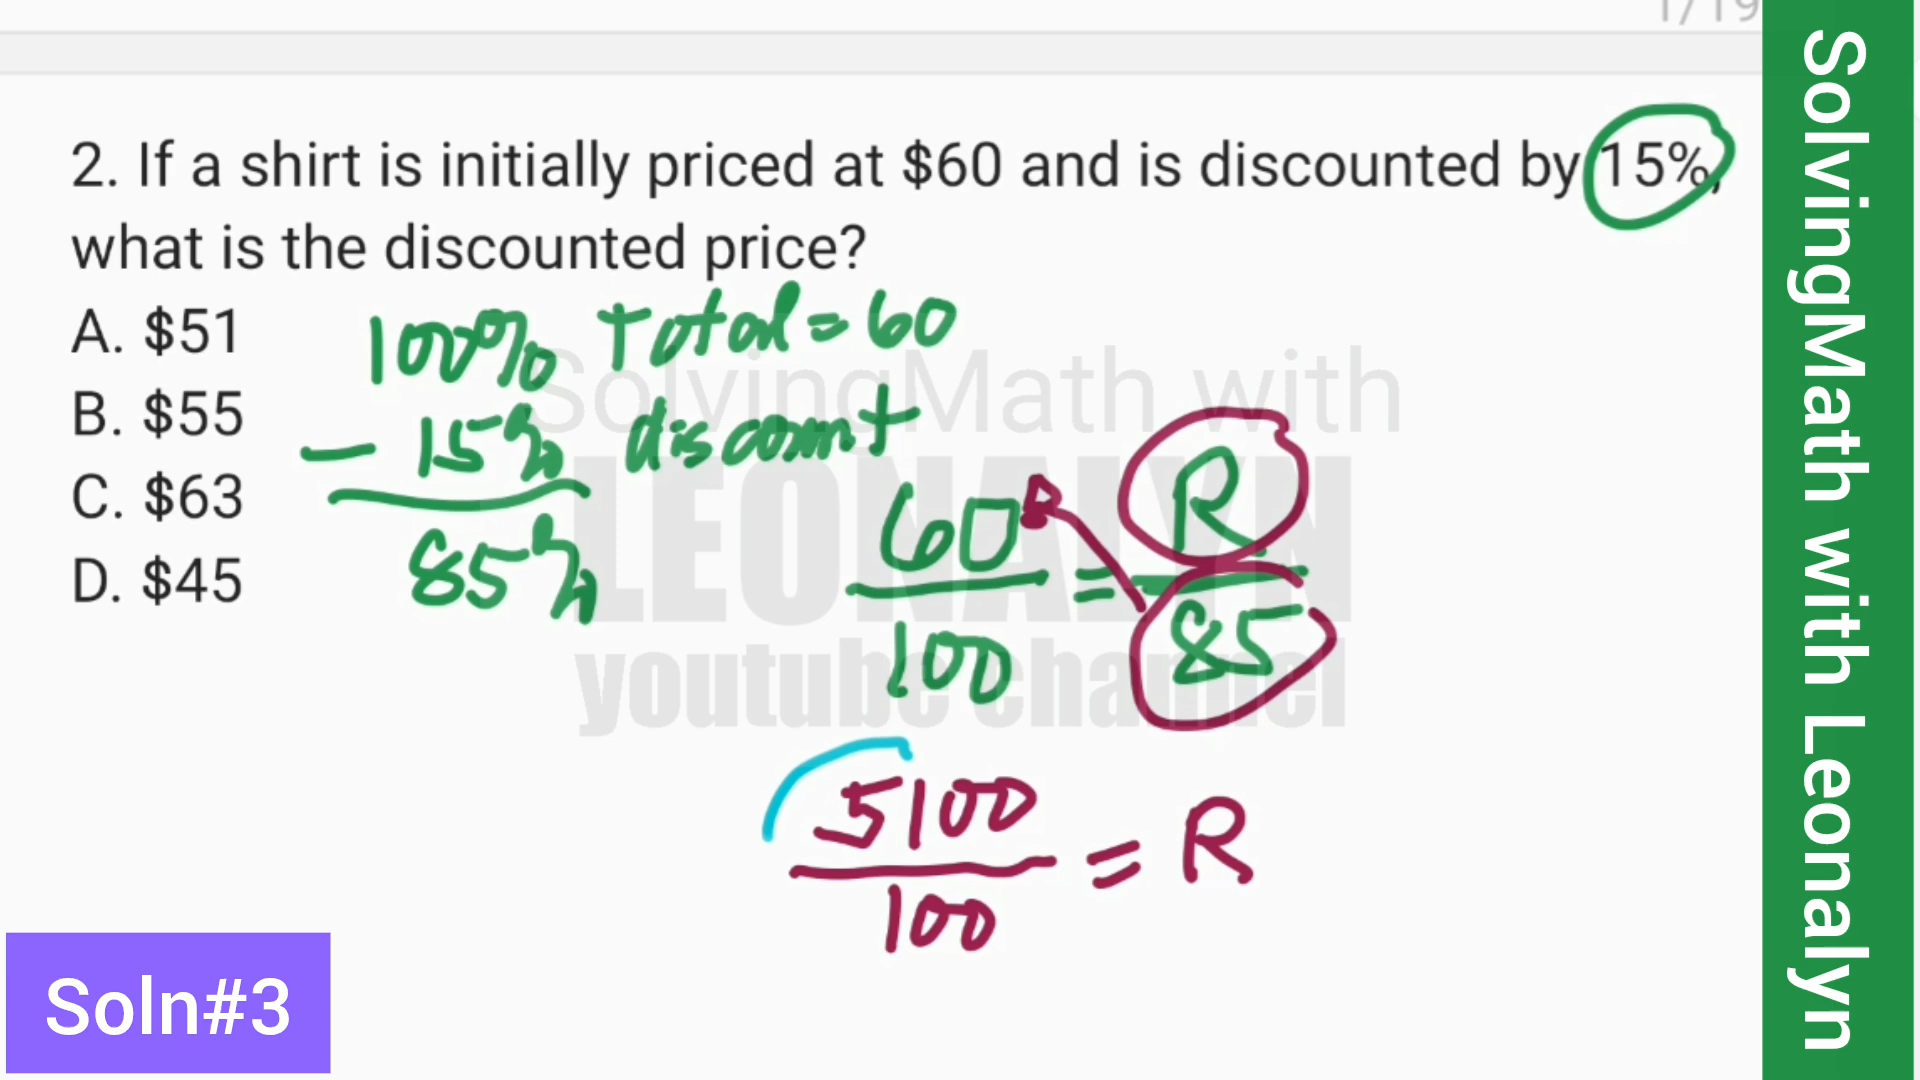 1/19
2. If a shirt is initially priced at $60 and is discounted by 15%,
what is the discounted price?
A. $51
B. $55
C. $63
D. $45
100% total = 60
- 15% discount
85%
60 = R
100 85
5100 = R
100
SolvingMath with
LEONALYN
youtube channel
Soln#3
SolvingMath with Leonalyn